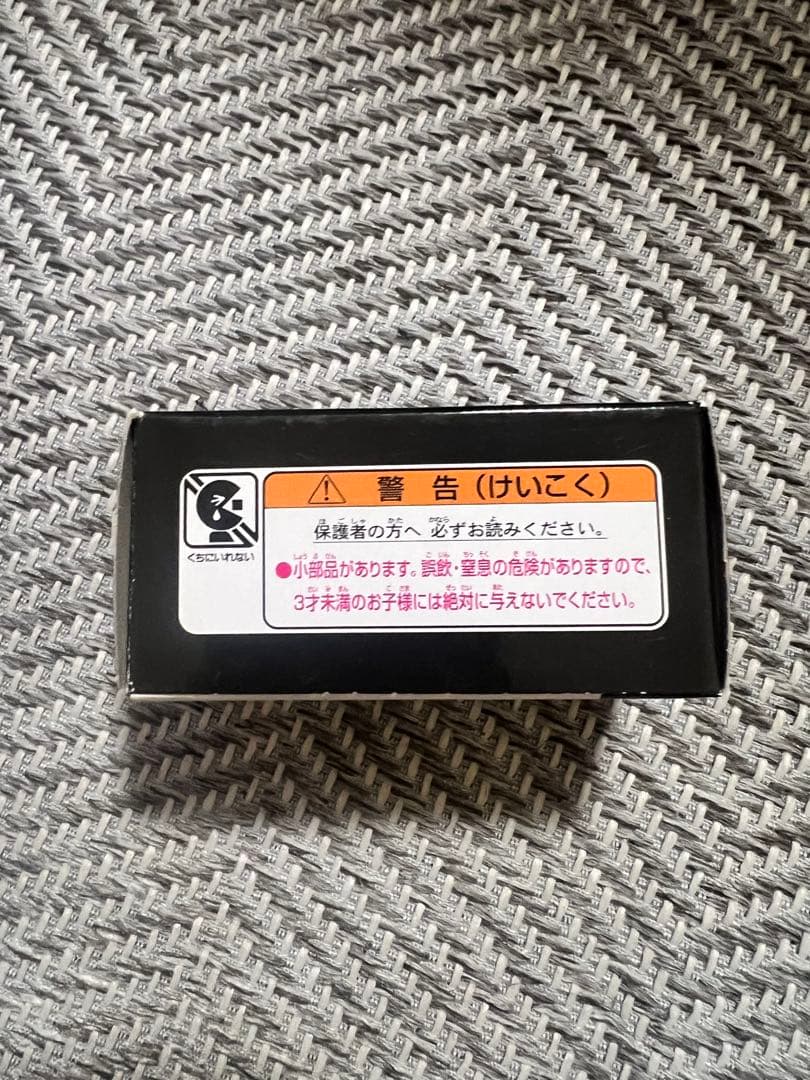 警告(けいこく)
保護者の方へ 必ずお読みください。
●小部品があります。誤飲・窒息の危険がありますので、
3才未満のお子様には絶対に与えないでください。
くちにいれない